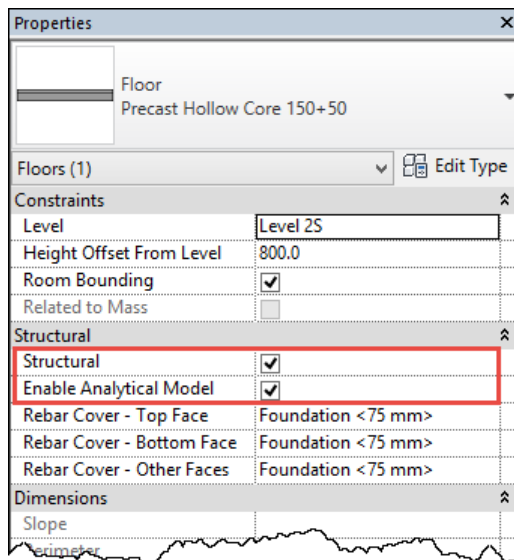 Properties
Floor
Precast Hollow Core 150+50
Floors (1)
Edit Type
Constraints
Level Level 2S
Height Offset From Level 800.0
Room Bounding
Related to Mass
Structural
Structural
Enable Analytical Model
Rebar Cover - Top Face Foundation <75 mm>
Rebar Cover - Bottom Face Foundation <75 mm>
Rebar Cover - Other Faces Foundation <75 mm>
Dimensions
Slope
Perimeter